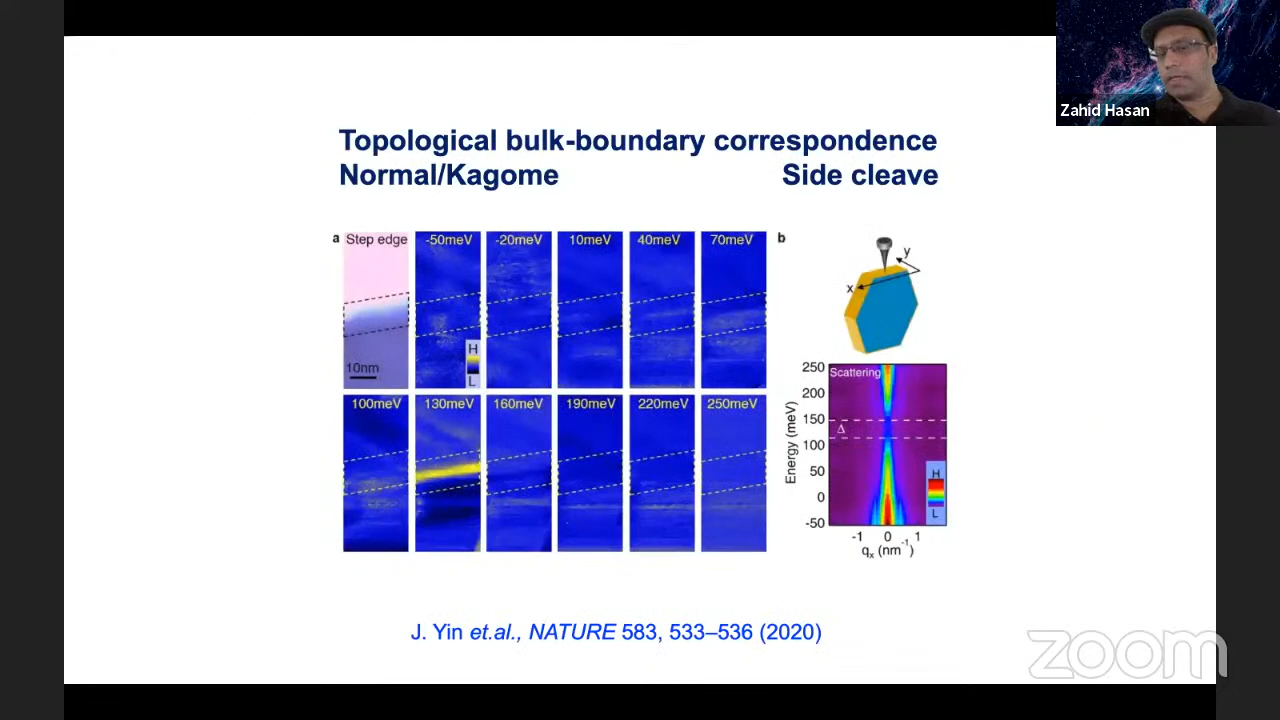 Zahid Hasan
Topological bulk-boundary correspondence
Normal/Kagome Side cleave
a Step edge -50meV -20meV 10meV 40meV 70meV b
y
x
H
L
10nm
100meV 130meV 160meV 190meV 220meV 250meV
250
200
150
100
50
0
-50
Energy (meV)
Scattering
Δ
H
L
-1 0 1
qx (nm-1)
J. Yin et.al., NATURE 583, 533–536 (2020)
zoom